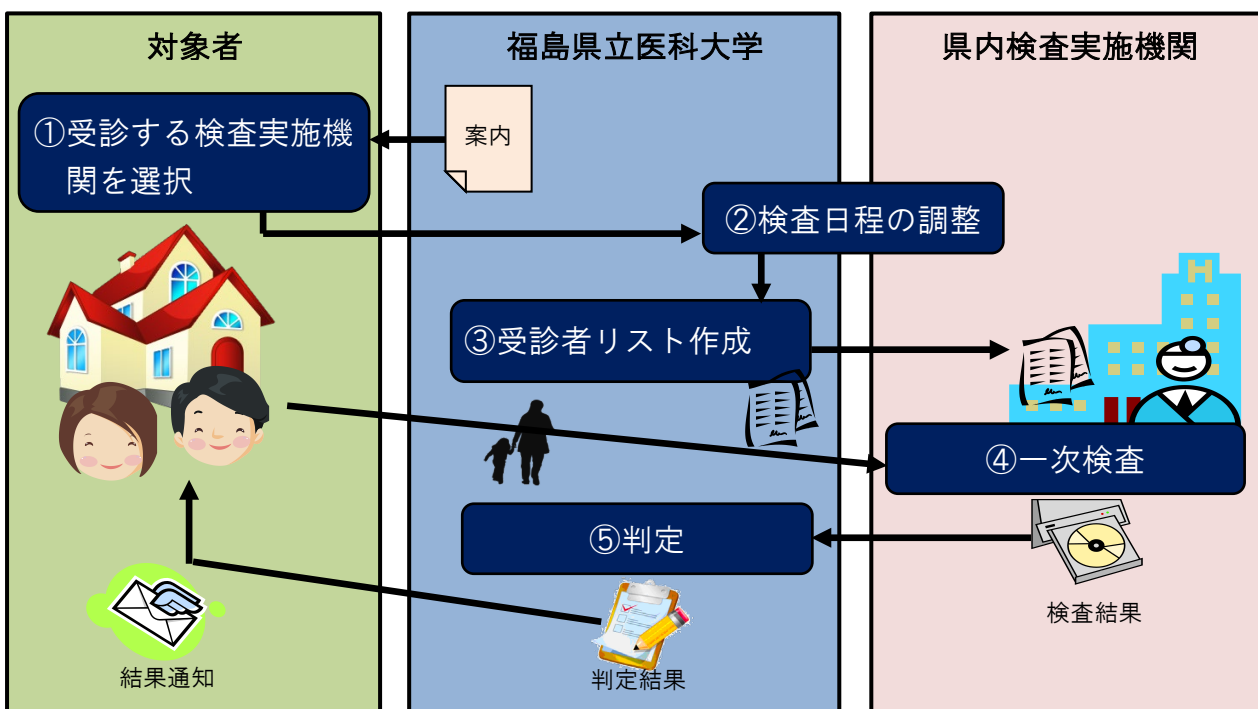 対象者
福島県立医科大学
県内検査実施機関
案内
①受診する検査実施機
関を選択
②検査日程の調整
③受診者リスト作成
H
④一次検査
⑤判定
検査結果
結果通知
判定結果